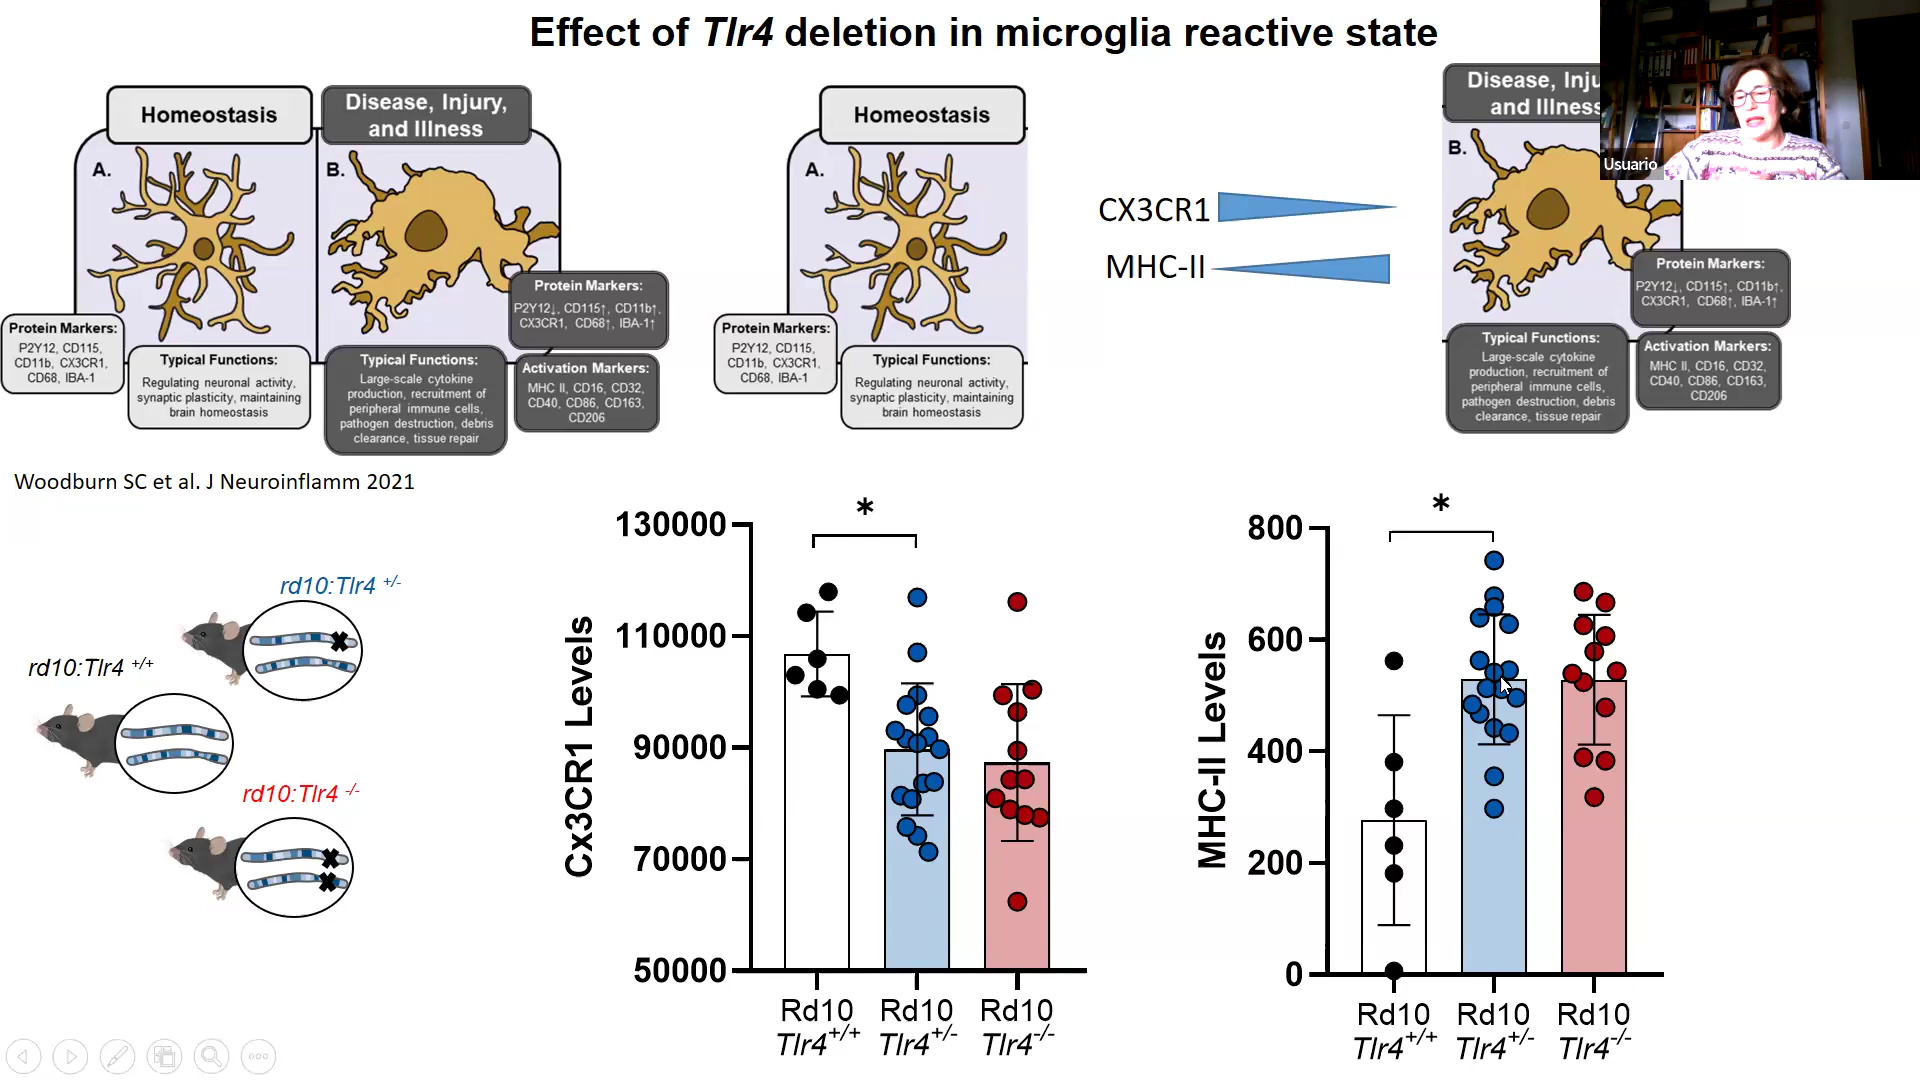 Effect of Tlr4 deletion in microglia reactive state
Homeostasis
Disease, Injury,
and Illness
A.
B.
Protein Markers:
P2Y12, CD115,
CD11b, CX3CR1,
CD68, IBA-1
Typical Functions:
Regulating neuronal activity,
synaptic plasticity, maintaining
brain homeostasis
Typical Functions:
Large-scale cytokine
production, recruitment of
peripheral immune cells,
pathogen destruction, debris
clearance, tissue repair
Protein Markers:
P2Y12↓, CD115↑, CD11b↑,
CX3CR1, CD68↑, IBA-1↑
Activation Markers:
MHC II, CD16, CD32,
CD40, CD86, CD163,
CD206
Homeostasis
A.
Protein Markers:
P2Y12, CD115,
CD11b, CX3CR1,
CD68, IBA-1
Typical Functions:
Regulating neuronal activity,
synaptic plasticity, maintaining
brain homeostasis
CX3CR1
MHC-II
Disease, Inju
and Illness
B.
Protein Markers:
P2Y12↓, CD115↑, CD11b↑,
CX3CR1, CD68↑, IBA-1↑
Typical Functions:
Large-scale cytokine
production, recruitment of
peripheral immune cells,
pathogen destruction, debris
clearance, tissue repair
Activation Markers:
MHC II, CD16, CD32,
CD40, CD86, CD163,
CD206
Usuario
Woodburn SC et al. J Neuroinflamm 2021
rd10:Tlr4 +/-
rd10:Tlr4 +/+
rd10:Tlr4 -/-
Cx3CR1 Levels
130000
110000
90000
70000
50000
*
Rd10
Tlr4+/+
Rd10
Tlr4+/-
Rd10
Tlr4-/-
MHC-II Levels
800
600
400
200
0
*
Rd10
Tlr4+/+
Rd10
Tlr4+/-
Rd10
Tlr4-/-